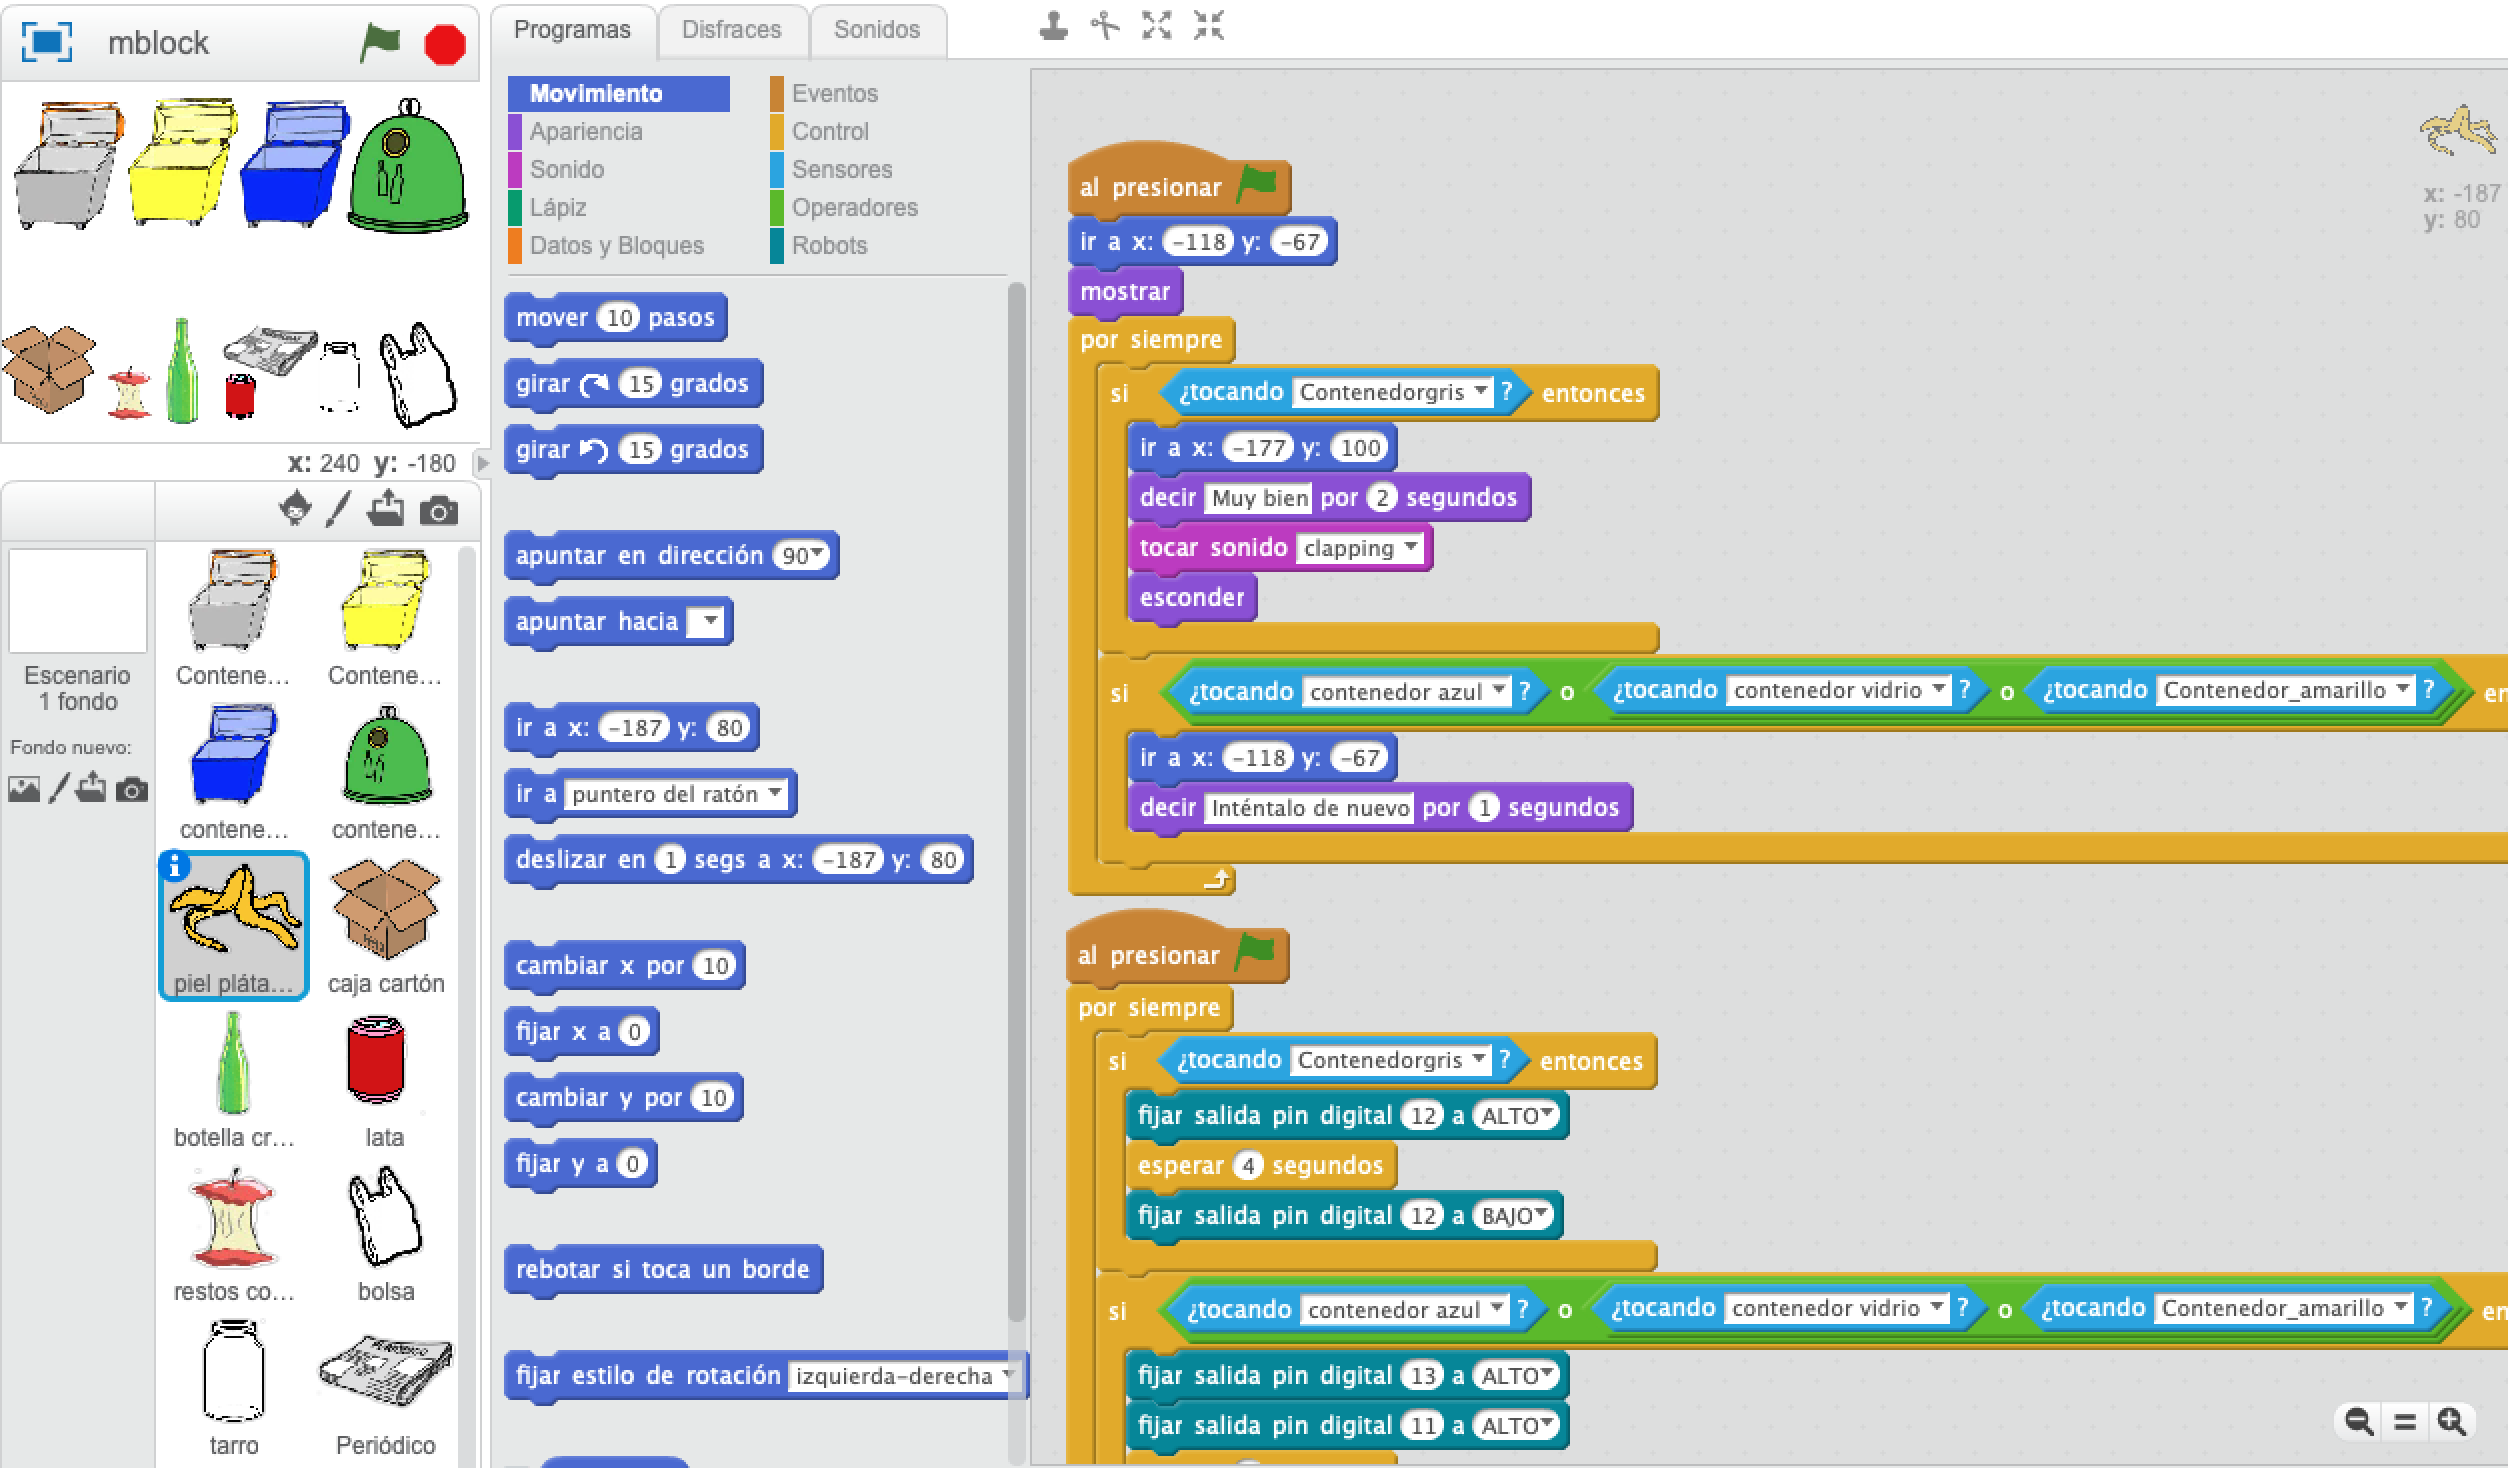 mblock
Programas
Disfraces
Sonidos
Movimiento
Apariencia
Sonido
Lápiz
Datos y Bloques
Eventos
Control
Sensores
Operadores
Robots
mover 10 pasos
girar 15 grados
girar 15 grados
apuntar en dirección 90
apuntar hacia
ir a x: -187 y: 80
ir a puntero del ratón
deslizar en 1 segs a x: -187 y: 80
cambiar x por 10
fijar x a 0
cambiar y por 10
fijar y a 0
rebotar si toca un borde
fijar estilo de rotación izquierda-derecha
x: 240 y: -180
Escenario
1 fondo
Fondo nuevo:
Contene...
Contene...
contene...
contene...
piel pláta...
caja cartón
botella cr...
lata
restos co...
bolsa
tarro
Periódico
x: -187
y: 80
al presionar
ir a x: -118 y: -67
mostrar
por siempre
si ¿tocando Contenedorgris ? entonces
ir a x: -177 y: 100
decir Muy bien por 2 segundos
tocar sonido clapping
esconder
si ¿tocando contenedor azul ? o ¿tocando contenedor vidrio ? o ¿tocando Contenedor_amarillo ? en
ir a x: -118 y: -67
decir Inténtalo de nuevo por 1 segundos
al presionar
por siempre
si ¿tocando Contenedorgris ? entonces
fijar salida pin digital 12 a ALTO
esperar 4 segundos
fijar salida pin digital 12 a BAJO
si ¿tocando contenedor azul ? o ¿tocando contenedor vidrio ? o ¿tocando Contenedor_amarillo ? en
fijar salida pin digital 13 a ALTO
fijar salida pin digital 11 a ALTO